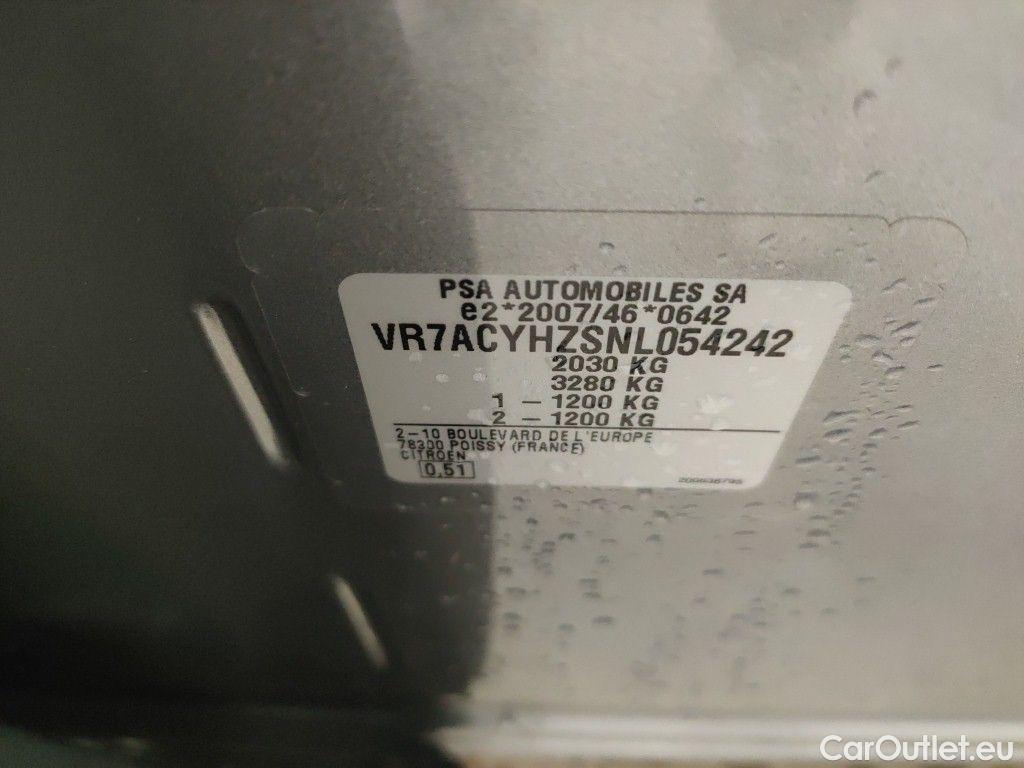 PSA AUTOMOBILES SA
e2*2007/46*0642
VR7ACYHZSNL054242
2030 KG
3280 KG
1 – 1200 KG
2 – 1200 KG
2–10 BOULEVARD DE L'EUROPE
78300 POISSY (FRANCE)
CITROEN
0,51
CarOutlet.eu